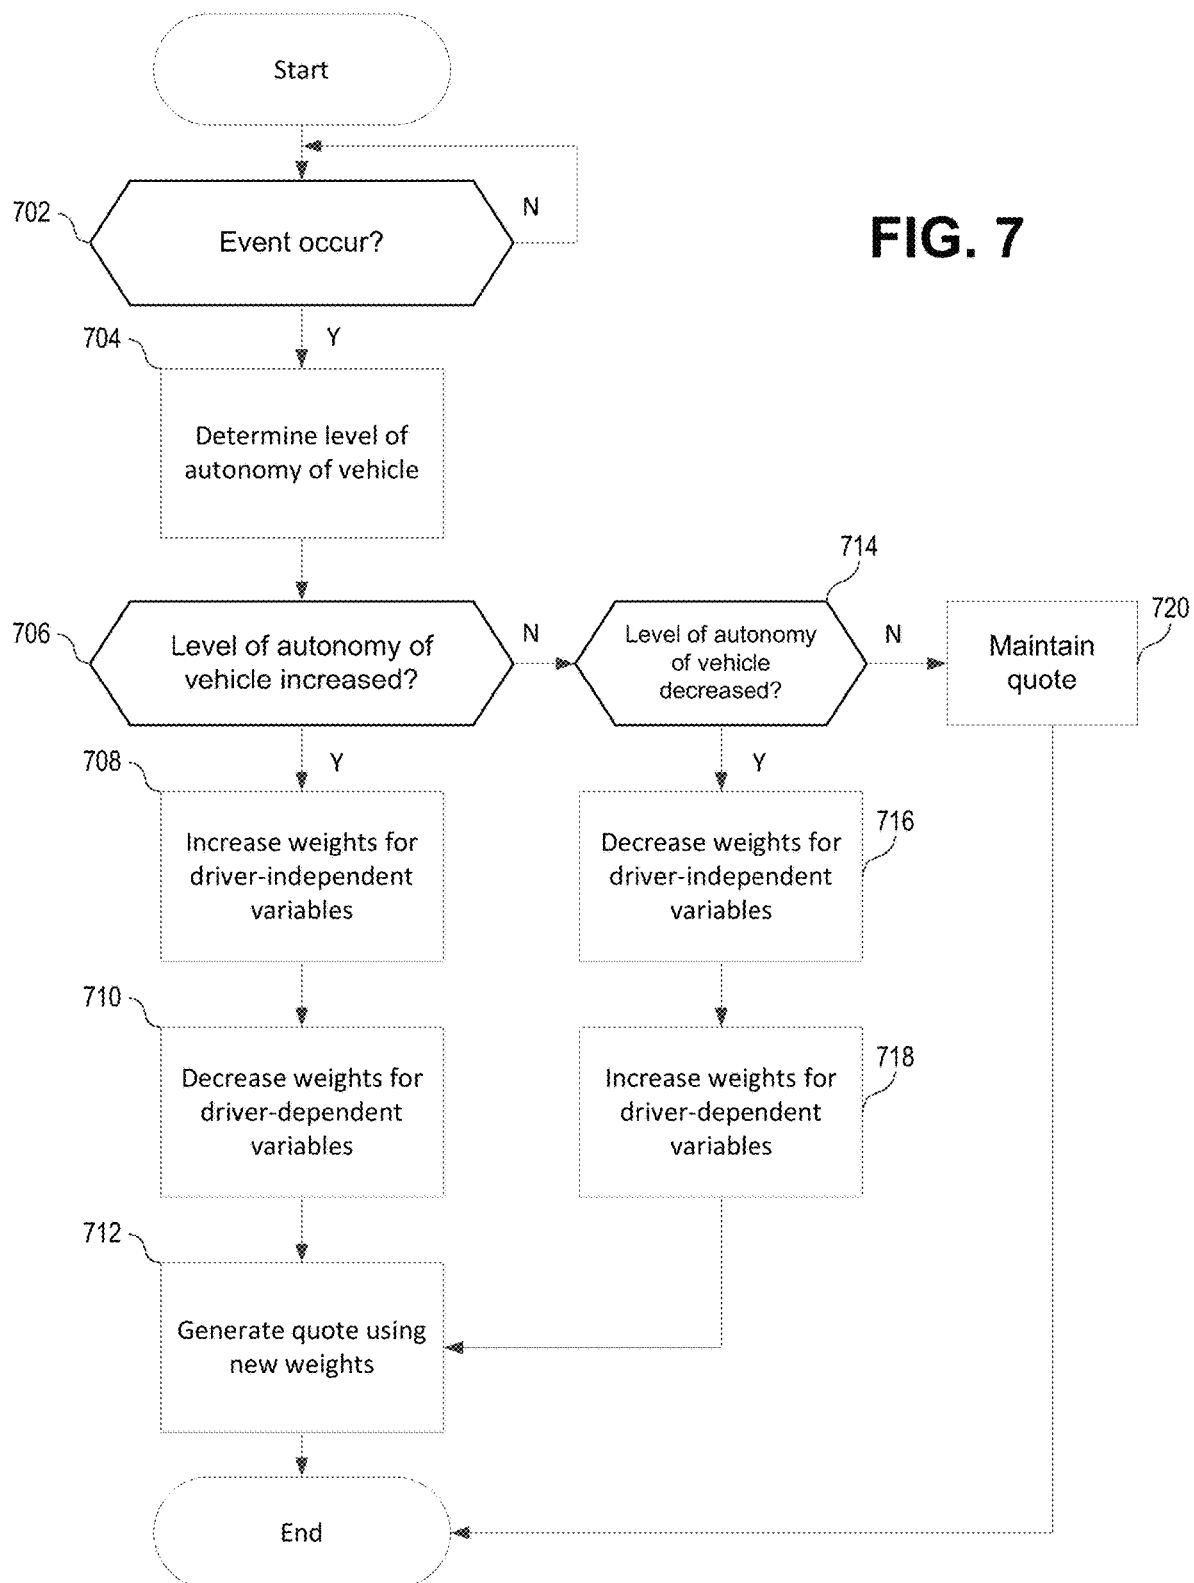 Start
702
Event occur?
N
FIG. 7
Y
704
Determine level of
autonomy of vehicle
706
Level of autonomy of
vehicle increased?
N
714
Level of autonomy
of vehicle
decreased?
N
720
Maintain
quote
Y
708
Increase weights for
driver-independent
variables
Y
716
Decrease weights for
driver-independent
variables
710
Decrease weights for
driver-dependent
variables
718
Increase weights for
driver-dependent
variables
712
Generate quote using
new weights
End